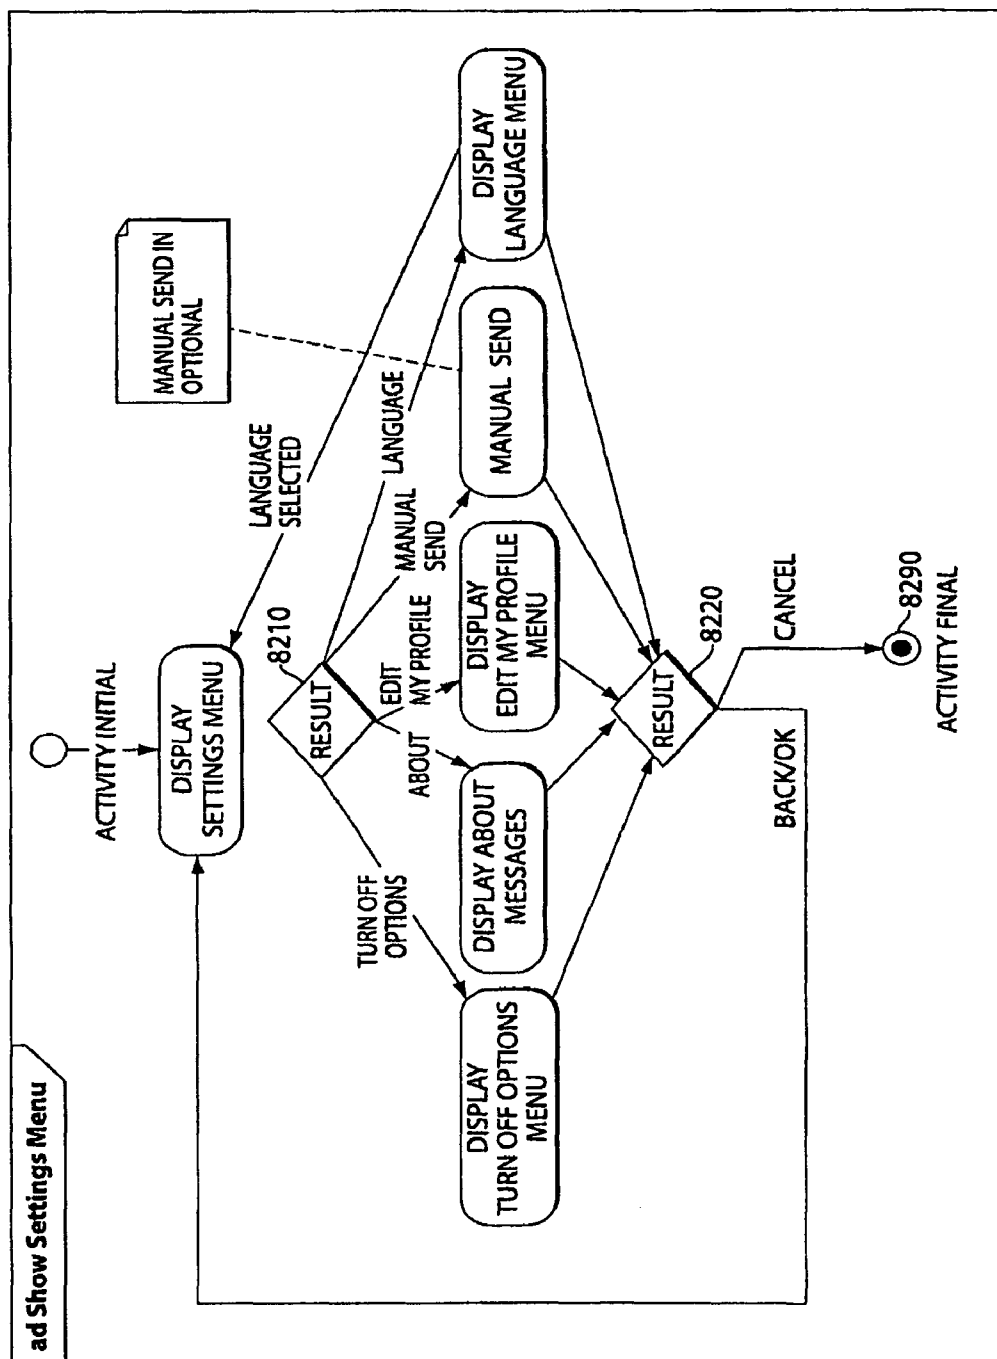 ad Show Settings Menu
ACTIVITY INITIAL
DISPLAY
SETTINGS MENU
LANGUAGE
SELECTED
MANUAL SEND IN
OPTIONAL
8210
RESULT
TURN OFF
OPTIONS
ABOUT
EDIT
MY PROFILE
MANUAL
SEND
LANGUAGE
DISPLAY
TURN OFF OPTIONS
MENU
DISPLAY ABOUT
MESSAGES
DISPLAY
EDIT MY PROFILE
MENU
MANUAL SEND
DISPLAY
LANGUAGE MENU
RESULT
8220
BACK/OK
CANCEL
8290
ACTIVITY FINAL